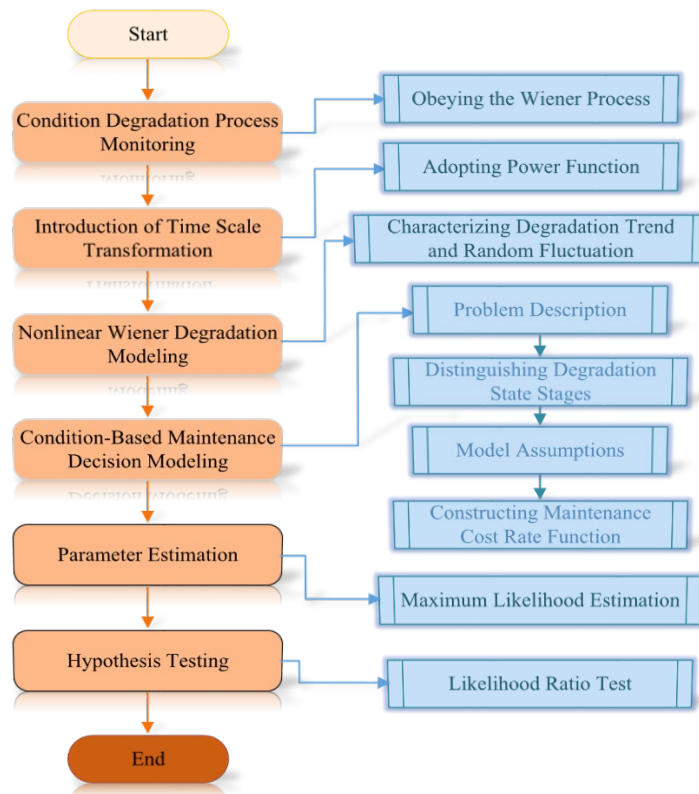 Start
Condition Degradation Process
Monitoring
Obeying the Wiener Process
Introduction of Time Scale
Transformation
Adopting Power Function
Nonlinear Wiener Degradation
Modeling
Characterizing Degradation Trend
and Random Fluctuation
Condition-Based Maintenance
Decision Modeling
Problem Description
Distinguishing Degradation
State Stages
Model Assumptions
Constructing Maintenance
Cost Rate Function
Parameter Estimation
Maximum Likelihood Estimation
Hypothesis Testing
Likelihood Ratio Test
End